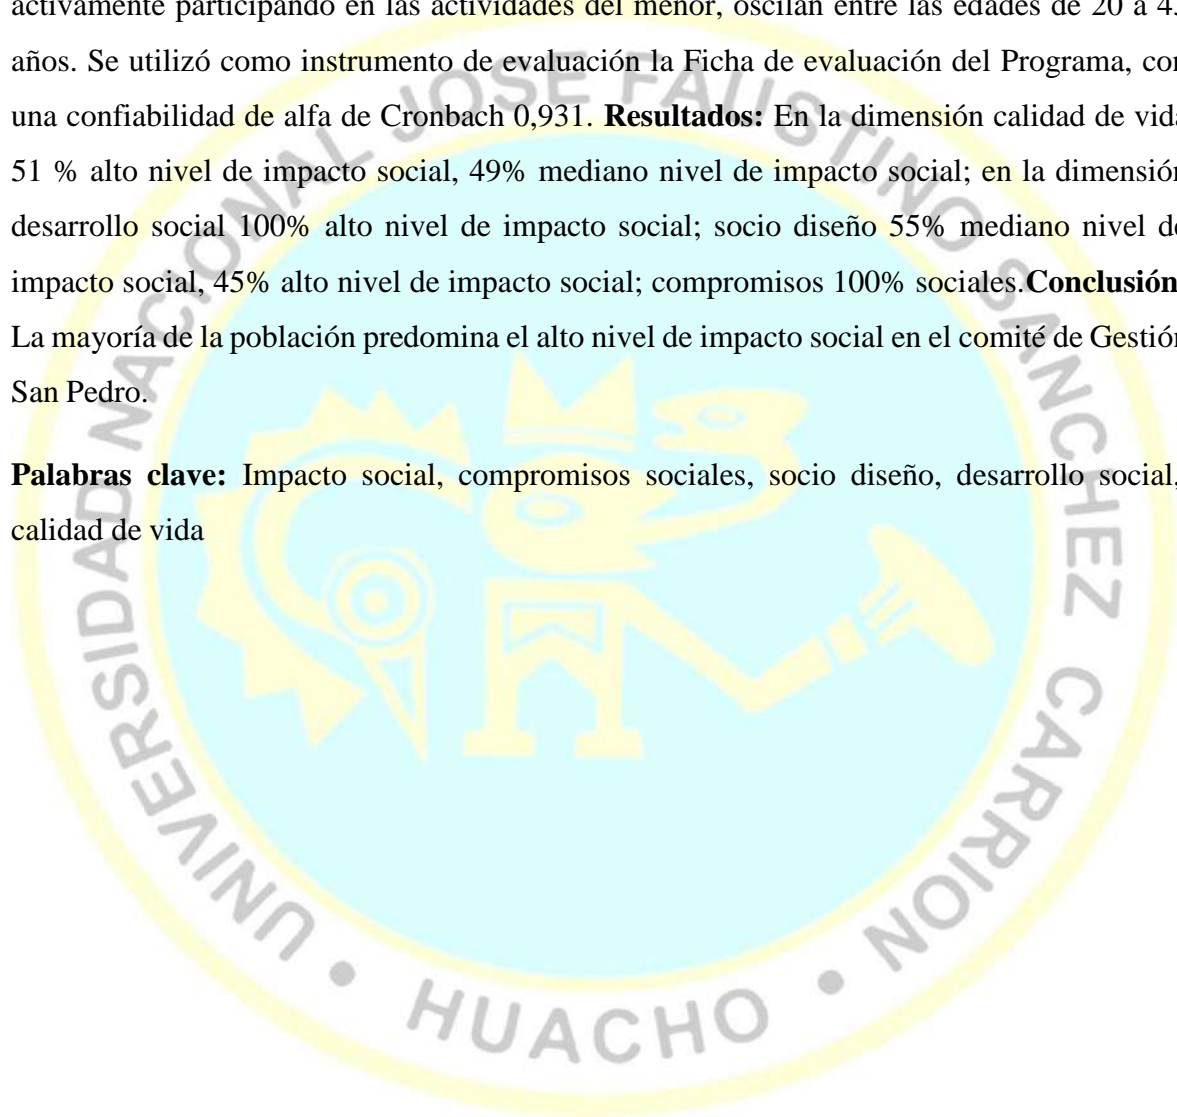 activamente participando en las actividades del menor, oscilan entre las edades de 20 a 4
años. Se utilizó como instrumento de evaluación la Ficha de evaluación del Programa, con
una confiabilidad de alfa de Cronbach 0,931. Resultados: En la dimensión calidad de vida
51 % alto nivel de impacto social, 49% mediano nivel de impacto social; en la dimensión
desarrollo social 100% alto nivel de impacto social; socio diseño 55% mediano nivel de
impacto social, 45% alto nivel de impacto social; compromisos 100% sociales.Conclusión
La mayoría de la población predomina el alto nivel de impacto social en el comité de Gestión
San Pedro.
Palabras clave: Impacto social, compromisos sociales, socio diseño, desarrollo social,
calidad de vida
UNIVERSIDAD NACIONAL JOSE FAUSTINO SANCHEZ CARRION
• HUACHO •